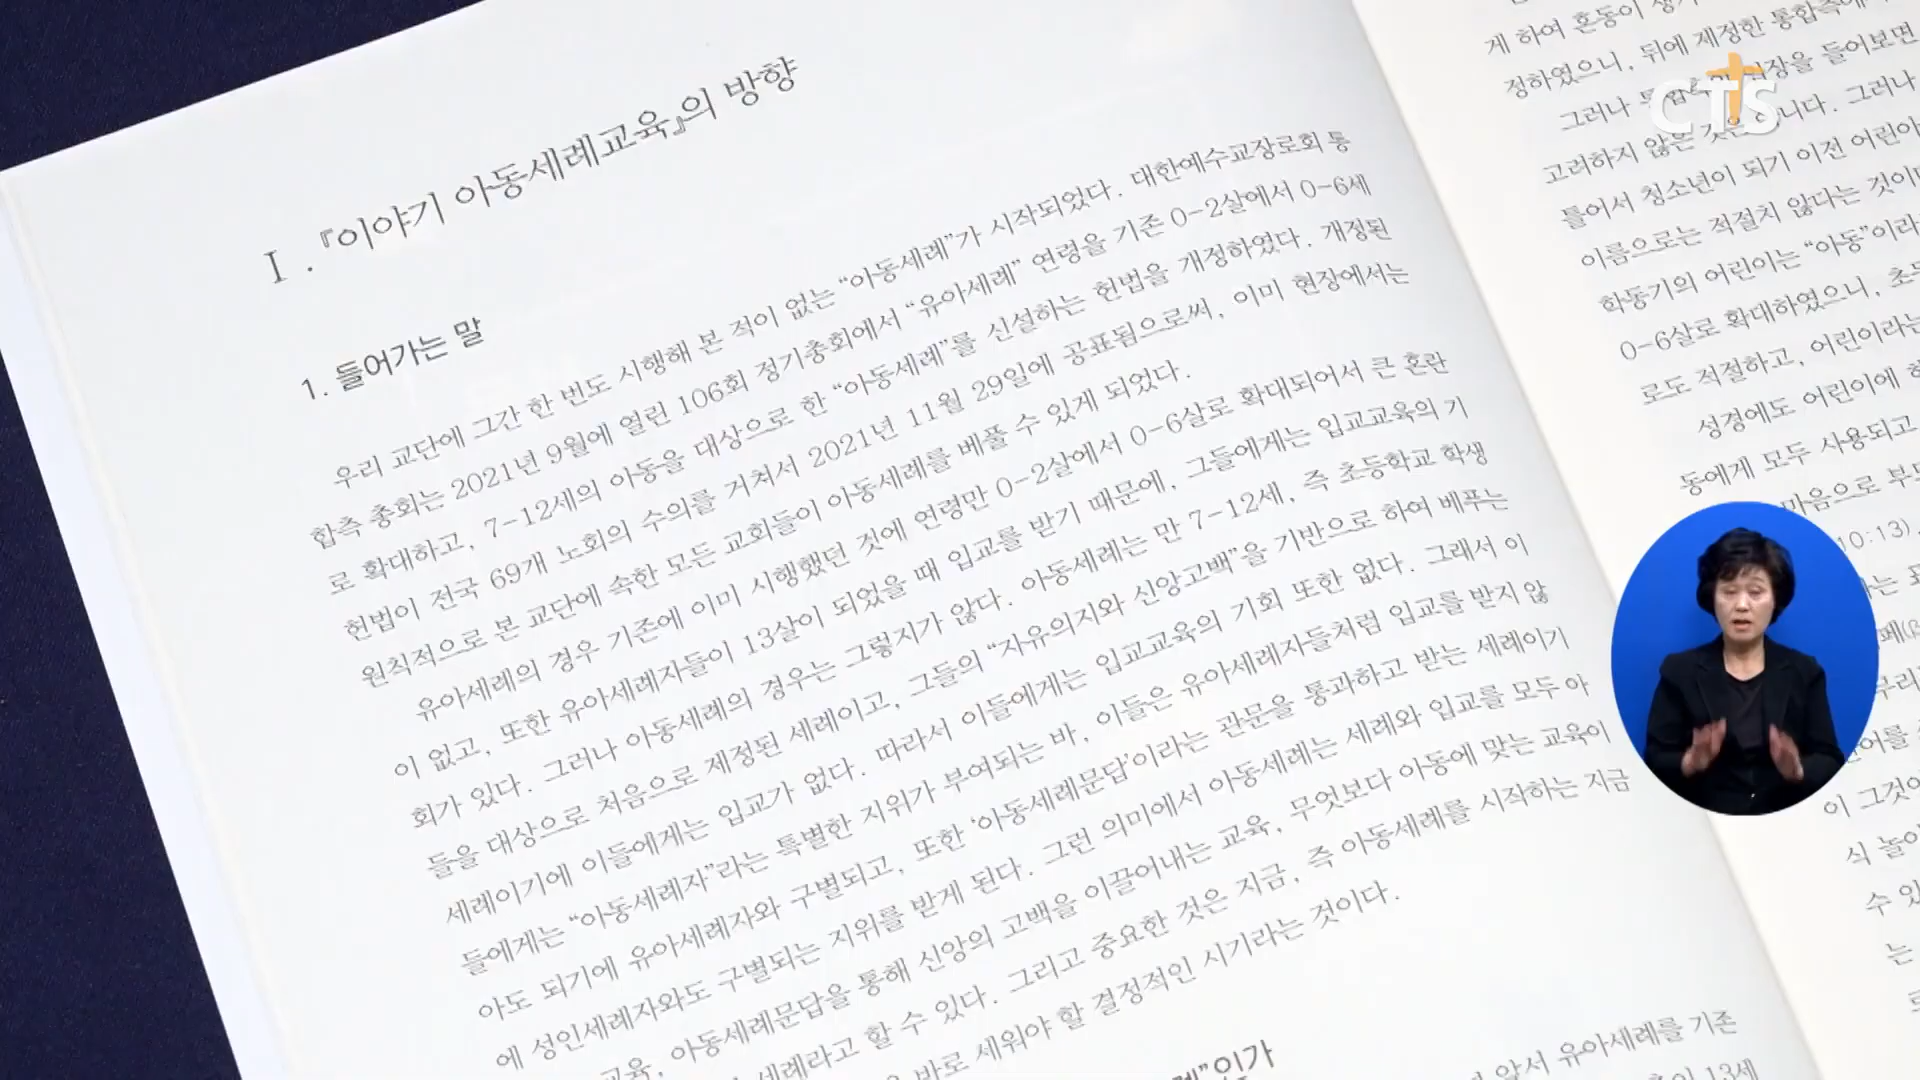 Ⅰ. 『이야기 아동세례교육』의 방향
1. 들어가는 말
우리 교단에 그간 한 번도 시행해 본 적이 없는 “아동세례”가 시작되었다. 대한예수교장로회 통
합측 총회는 2021년 9월에 열린 106회 정기총회에서 “유아세례” 연령을 기존 0-2살에서 0-6세
로 확대하고, 7-12세의 아동을 대상으로 한 “아동세례”를 신설하는 헌법을 개정하였다. 개정된
헌법이 전국 69개 노회의 수의를 거쳐서 2021년 11월 29일에 공표됨으로써, 이미 현장에서는
원칙적으로 본 교단에 속한 모든 교회들이 아동세례를 베풀 수 있게 되었다.
유아세례의 경우 기존에 이미 시행했던 것에 연령만 0-2살에서 0-6살로 확대되어서 큰 혼란
이 없고, 또한 유아세례자들이 13살이 되었을 때 입교를 받기 때문에, 그들에게는 입교교육의 기
회가 있다. 그러나 아동세례의 경우는 그렇지가 않다. 아동세례는 만 7-12세, 즉 초등학교 학생
들을 대상으로 처음으로 제정된 세례이고, 그들의 “자유의지와 신앙고백”을 기반으로 하여 베푸는
세례이기에 이들에게는 입교가 없다. 따라서 이들에게는 입교교육의 기회 또한 없다. 그래서 이
들에게는 “아동세례자”라는 특별한 지위가 부여되는 바, 이들은 유아세례자들처럼 입교를 받지 않
아도 되기에 유아세례자와 구별되고, 또한 ‘아동세례문답’이라는 관문을 통과하고 받는 세례이기
에 성인세례자와도 구별되는 지위를 받게 된다. 그런 의미에서 아동세례는 세례와 입교를 모두 아
교육, 아동세례문답을 통해 신앙의 고백을 이끌어내는 교육, 무엇보다 아동에 맞는 교육이
세례라고 할 수 있다. 그리고 중요한 것은 지금, 즉 아동세례를 시작하는 지금
바로 세워야 할 결정적인 시기라는 것이다.
앞서 유아세례를 기존
13세
게 하여 혼동이
정하였으니, 뒤에 제정한 통합측에
그러나 들어보면
고려하지 않은 그러나
틀어서 청소년이 되기 이전 어린이
이름으로는 적절치 않다는
학동기의 어린이는 “아동”이라
0-6살로 확대하였으니,
로도 적절하고, 어린이라는
성경에도 어린이에
동에게 모두 사용되고
마음으로
10:13)
이 그것이
식
수
는
CTS